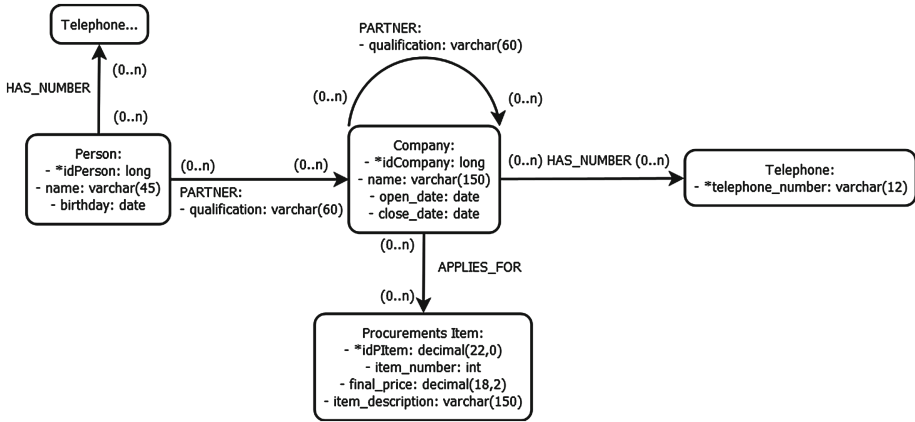 Telephone...
(0..n)
HAS_NUMBER
(0..n)
PARTNER:
- qualification: varchar(60)
(0..n)
(0..n)
Person:
- *idPerson: long
- name: varchar(45)
- birthday: date
(0..n)
(0..n)
PARTNER:
- qualification: varchar(60)
Company:
- *idCompany: long
- name: varchar(150)
- open_date: date
- close_date: date
(0..n) HAS_NUMBER (0..n)
Telephone:
- *telephone_number: varchar(12)
(0..n)
APPLIES_FOR
(0..n)
Procurements Item:
- *idPItem: decimal(22,0)
- item_number: int
- final_price: decimal(18,2)
- item_description: varchar(150)